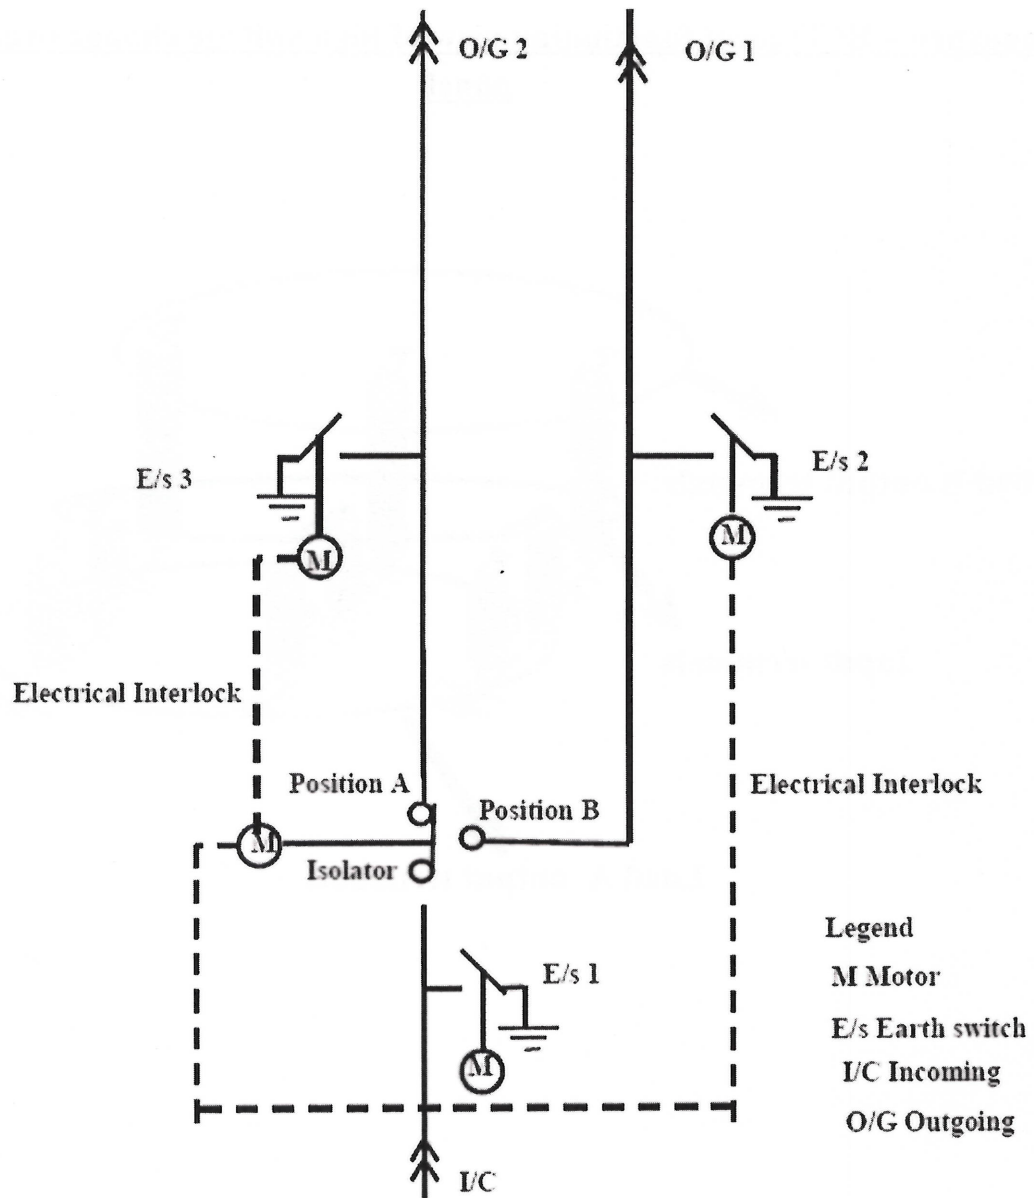 O/G 2
O/G 1
E/s 3
E/s 2
M
M
Electrical Interlock
Position A
Electrical Interlock
Position B
M
Isolator
Legend
E/s 1
M Motor
E/s Earth switch
M
I/C Incoming
O/G Outgoing
I/C